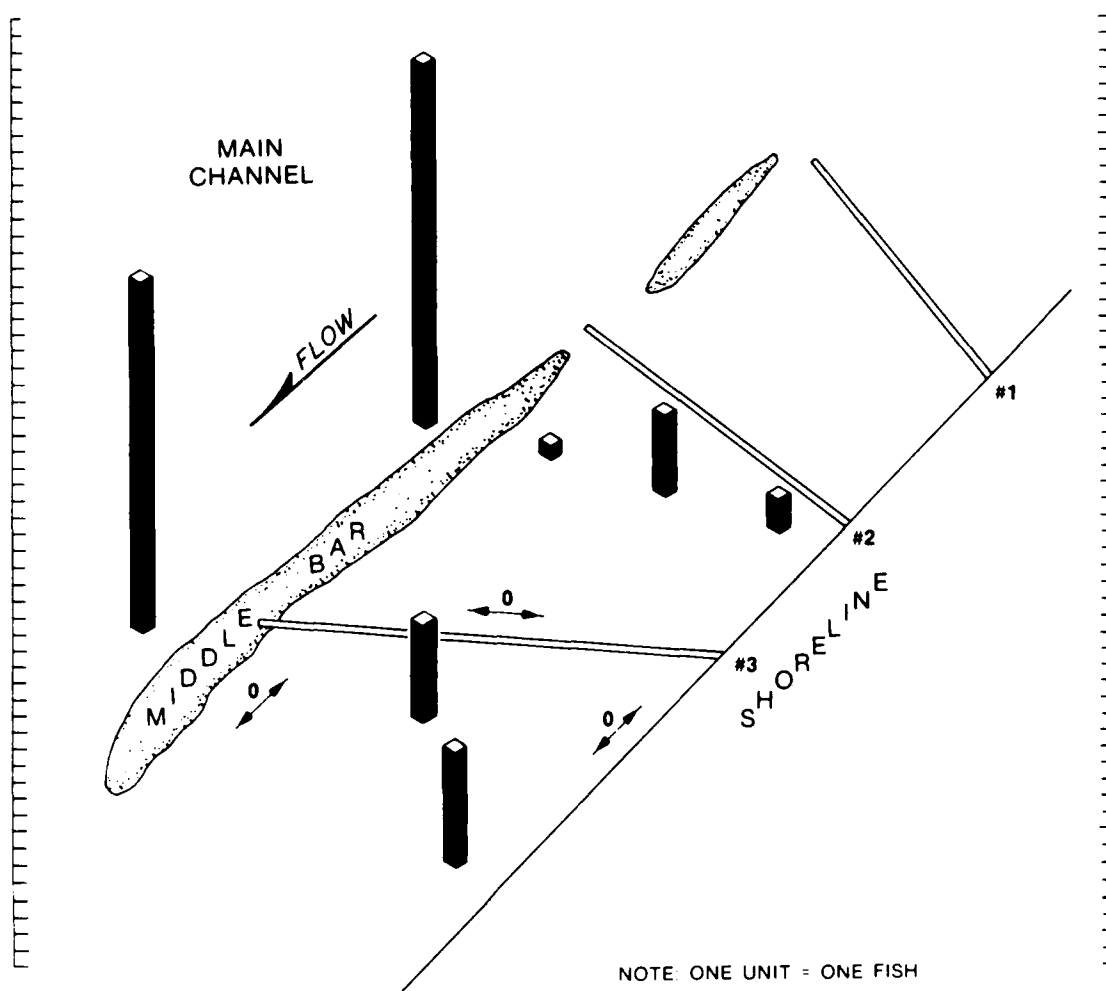 MAIN
CHANNEL
FLOW
#1
#2
MIDDLE BAR
0
#3
0
0
SHORELINE
NOTE: ONE UNIT = ONE FISH